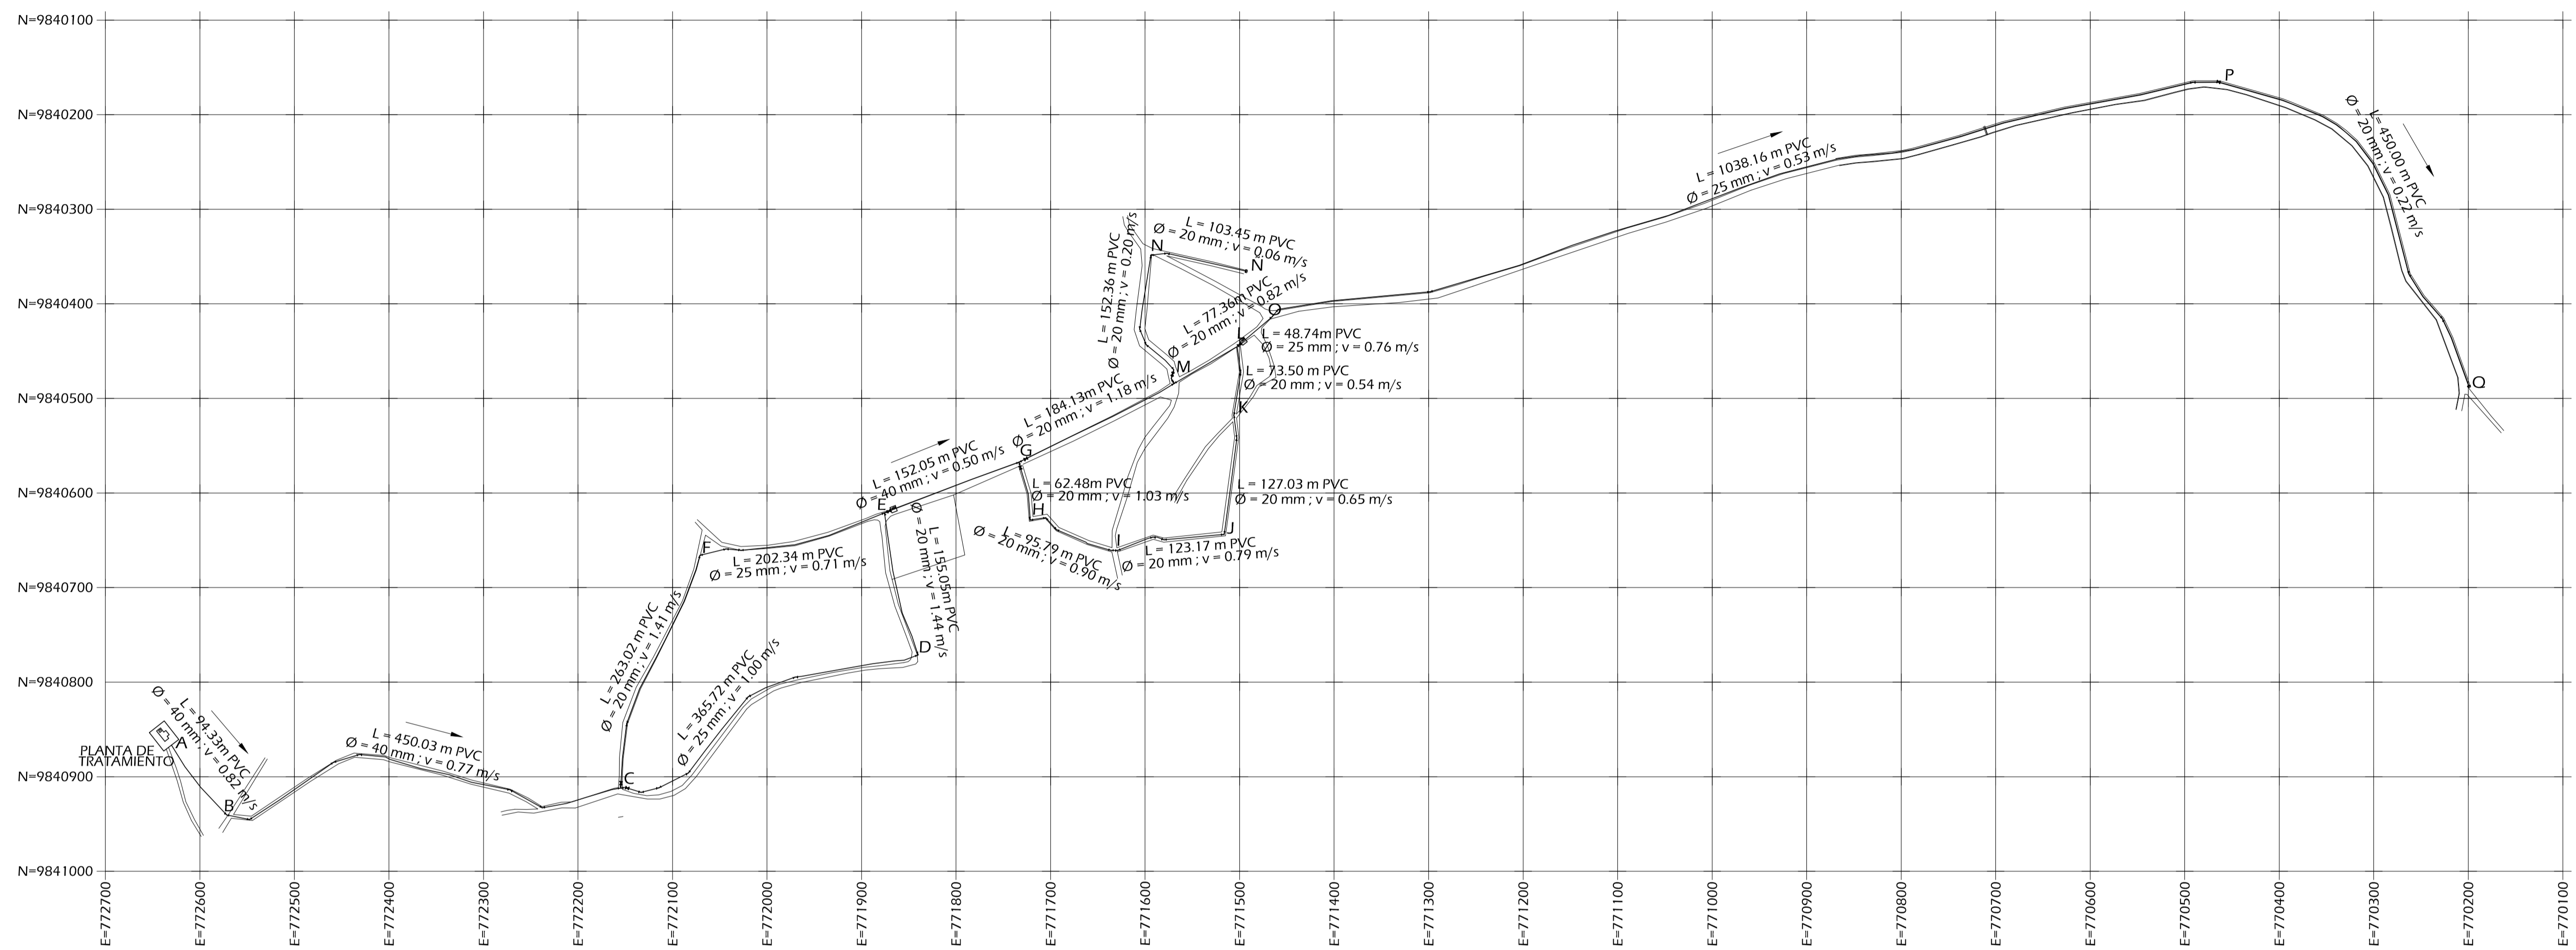 N=9840100
N=9840200
N=9840300
N=9840400
N=9840500
N=9840600
N=9840700
N=9840800
N=9840900
N=9841000
PLANTA DE
TRATAMIENTO
A
L = 94.33m PVC
Ø = 40 mm ; v = 0.82 m/s
B
L = 450.03 m PVC
Ø = 40 mm ; v = 0.77 m/s
C
L = 263.02 m PVC
Ø = 20 mm ; v = 1.41 m/s
L = 365.72 m PVC
Ø = 25 mm ; v = 1.00 m/s
D
F
L = 202.34 m PVC
Ø = 25 mm ; v = 0.71 m/s
E
L = 155.05m PVC
Ø = 20 mm ; v = 1.44 m/s
L = 152.05 m PVC
Ø = 40 mm ; v = 0.50 m/s
G
L = 184.13m PVC
Ø = 20 mm ; v = 1.18 m/s
L = 62.48m PVC
Ø = 20 mm ; v = 1.03 m/s
H
L = 95.79 m PVC
Ø = 20 mm ; v = 0.90 m/s
I
L = 123.17 m PVC
Ø = 20 mm ; v = 0.79 m/s
J
L = 127.03 m PVC
Ø = 20 mm ; v = 0.65 m/s
K
L = 73.50 m PVC
Ø = 20 mm ; v = 0.54 m/s
L
L = 48.74m PVC
Ø = 25 mm ; v = 0.76 m/s
M
L = 77.36m PVC
Ø = 20 mm ; v = 0.82 m/s
L = 152.36 m PVC
Ø = 20 mm ; v = 0.20 m/s
N
L = 103.45 m PVC
Ø = 20 mm ; v = 0.06 m/s
N
O
L = 1038.16 m PVC
Ø = 25 mm ; v = 0.53 m/s
P
L = 450.00 m PVC
Ø = 20 mm ; v = 0.22 m/s
Q
E=772700
E=772600
E=772500
E=772400
E=772300
E=772200
E=772100
E=772000
E=771900
E=771800
E=771700
E=771600
E=771500
E=771400
E=771300
E=771200
E=771100
E=771000
E=770900
E=770800
E=770700
E=770600
E=770500
E=770400
E=770300
E=770200
E=770100